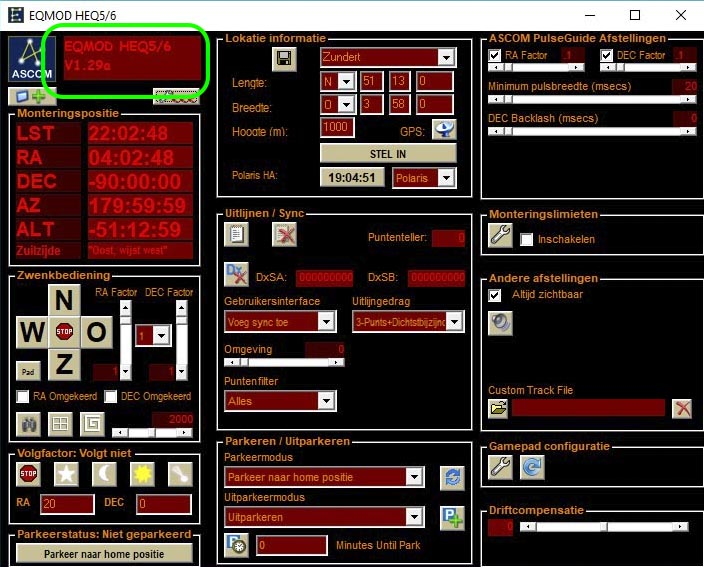 EQMOD HEQ5/6
ASCOM
EQMOD HEQ5/6
V1.29a
Monteringspositie
LST 22:02:48
RA 04:02:48
DEC -90:00:00
AZ 179:59:59
ALT -51:12:59
Zuilzijde "Oost, wijst west"
Zwenkbediening
RA Factor DEC Factor
N
W STOP O
Z
1
Pad
1 1
RA Omgekeerd DEC Omgekeerd
2000
Volgfactor: Volgt niet
STOP
RA 20 DEC 0
Parkeerstatus: Niet geparkeerd
Parkeer naar home positie
Lokatie informatie
Zundert
Lengte: N 51 13 0
Breedte: O 3 58 0
Hoogte (m): 1000 GPS:
STEL IN
Polaris HA: 19:04:51 Polaris
Uitlijnen / Sync
Puntenteller: 0
DxSA: 000000000 DxSB: 000000000
Gebruikersinterface Uitlijngedrag
Voeg sync toe 3-Punts+Dichtstbijzijnd
Omgeving 0
Puntenfilter
Alles
Parkeren / Uitparkeren
Parkeermodus
Parkeer naar home positie
Uitparkeermodus
Uitparkeren
0 Minutes Until Park
ASCOM PulseGuide Afstellingen
RA Factor .1 DEC Factor .1
Minimum pulsbreedte (msecs) 20
DEC Backlash (msecs) 0
Monteringslimieten
Inschakelen
Andere afstellingen
Altijd zichtbaar
Custom Track File
Gamepad configuratie
Driftcompensatie
0